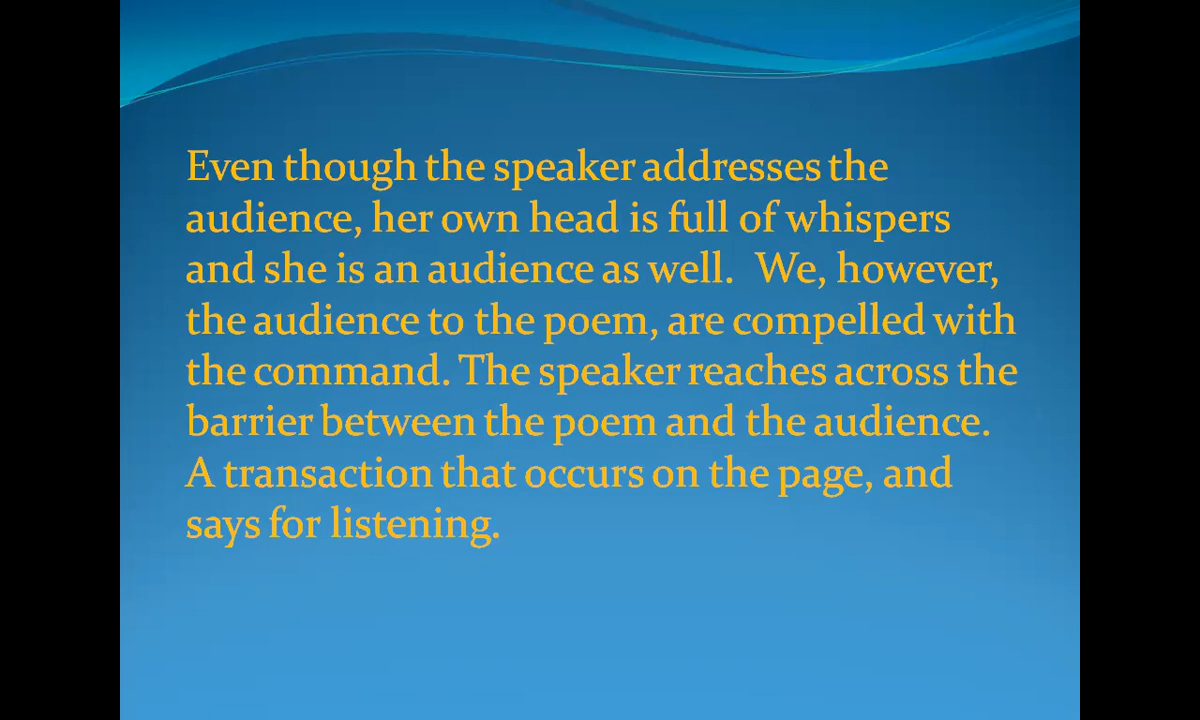 Even though the speaker addresses the
audience, her own head is full of whispers
and she is an audience as well.  We, however,
the audience to the poem, are compelled with
the command. The speaker reaches across the
barrier between the poem and the audience.
A transaction that occurs on the page, and
says for listening.